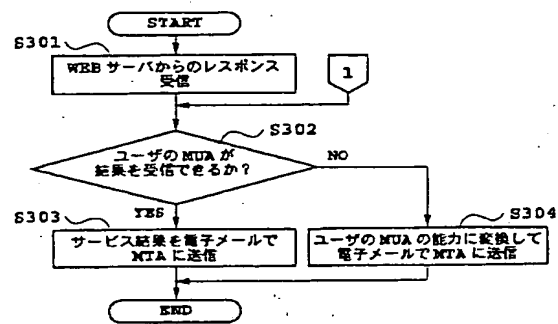 START
S301
WEB サーバからのレスポンス
受信
1
S302
ユーザの MUA が
結果を受信できるか?
NO
YES
S303
サービス結果を電子メールで
MTA に送信
S304
ユーザの MUA の能力に変換して
電子メールで MTA に送信
END